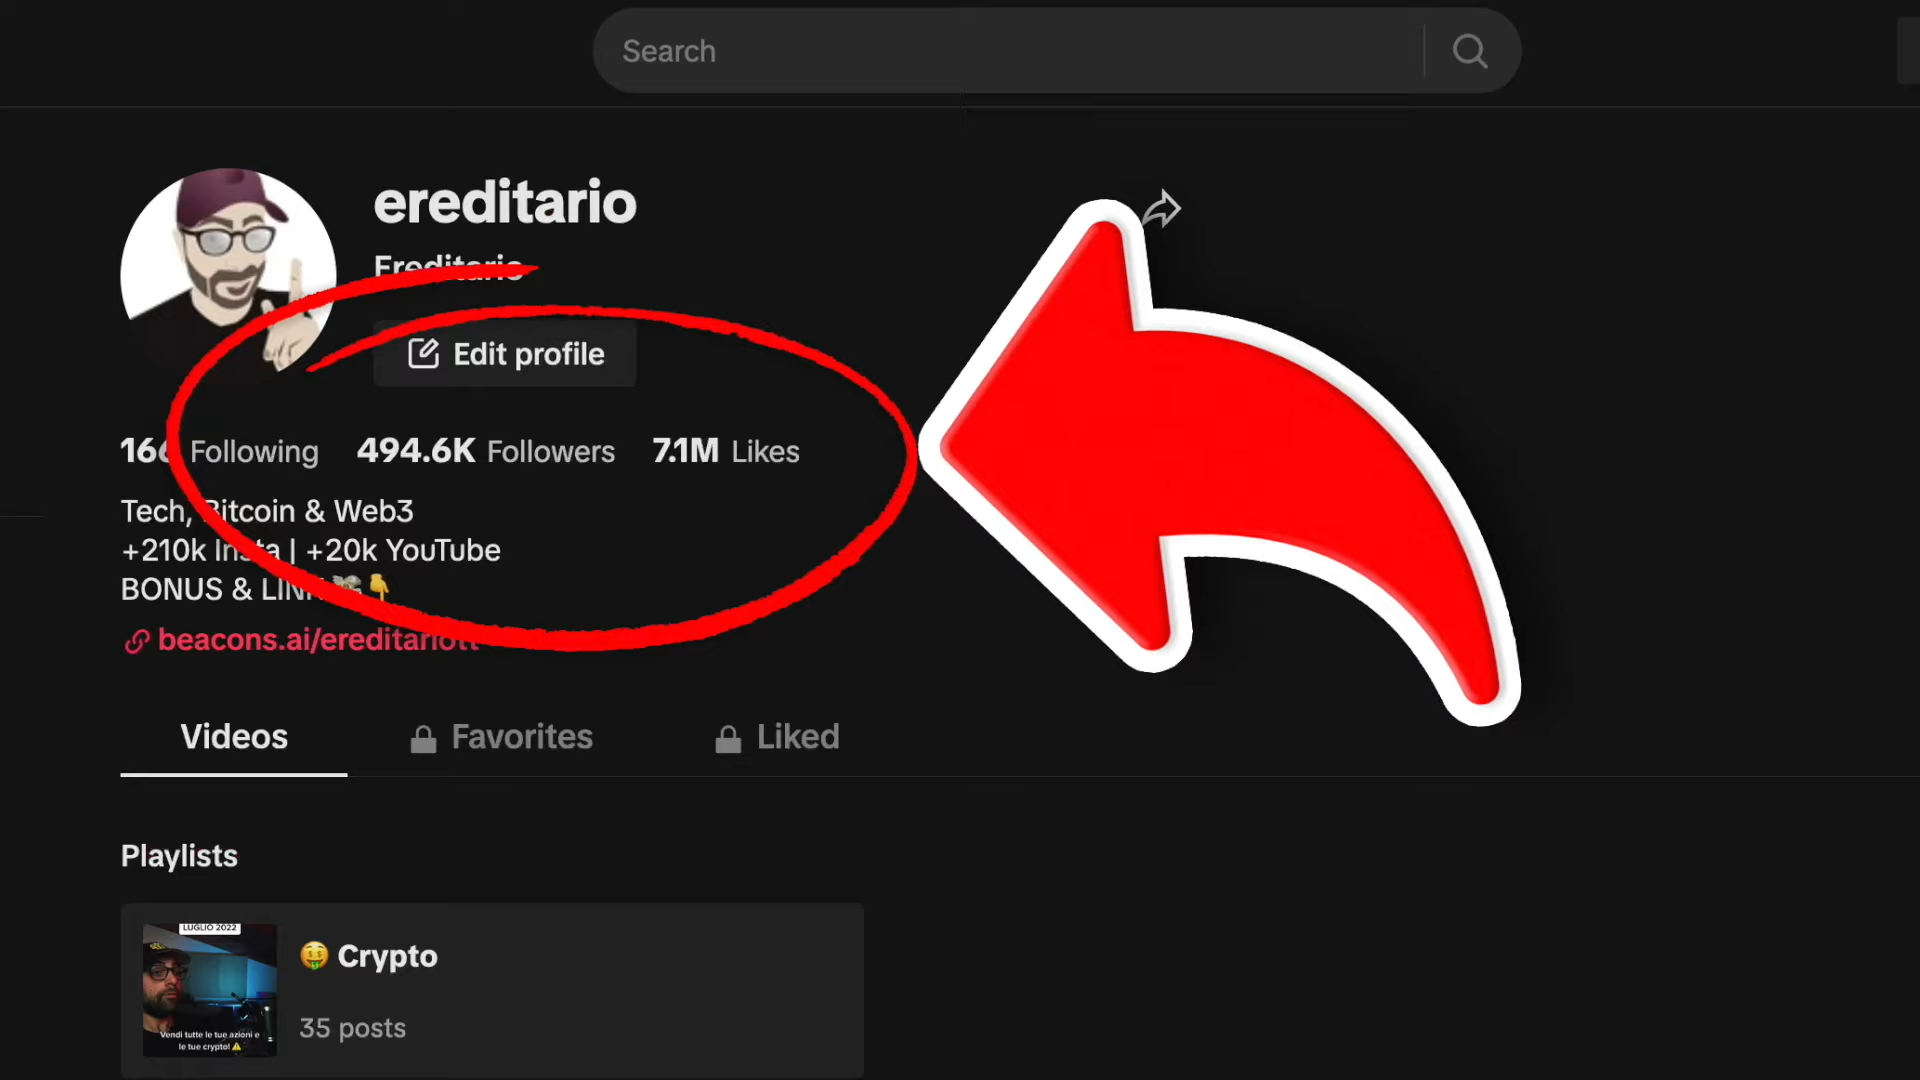 Search
ereditario
Ereditario
Edit profile
166 Following 494.6K Followers 7.1M Likes
Tech, Bitcoin & Web3
+210k Insta | +20k YouTube
BONUS & LINK
beacons.ai/ereditariott
Videos Favorites Liked
Playlists
LUGLIO 2022
Crypto
Vendi tutte le tue azioni e
le tue crypto!
35 posts